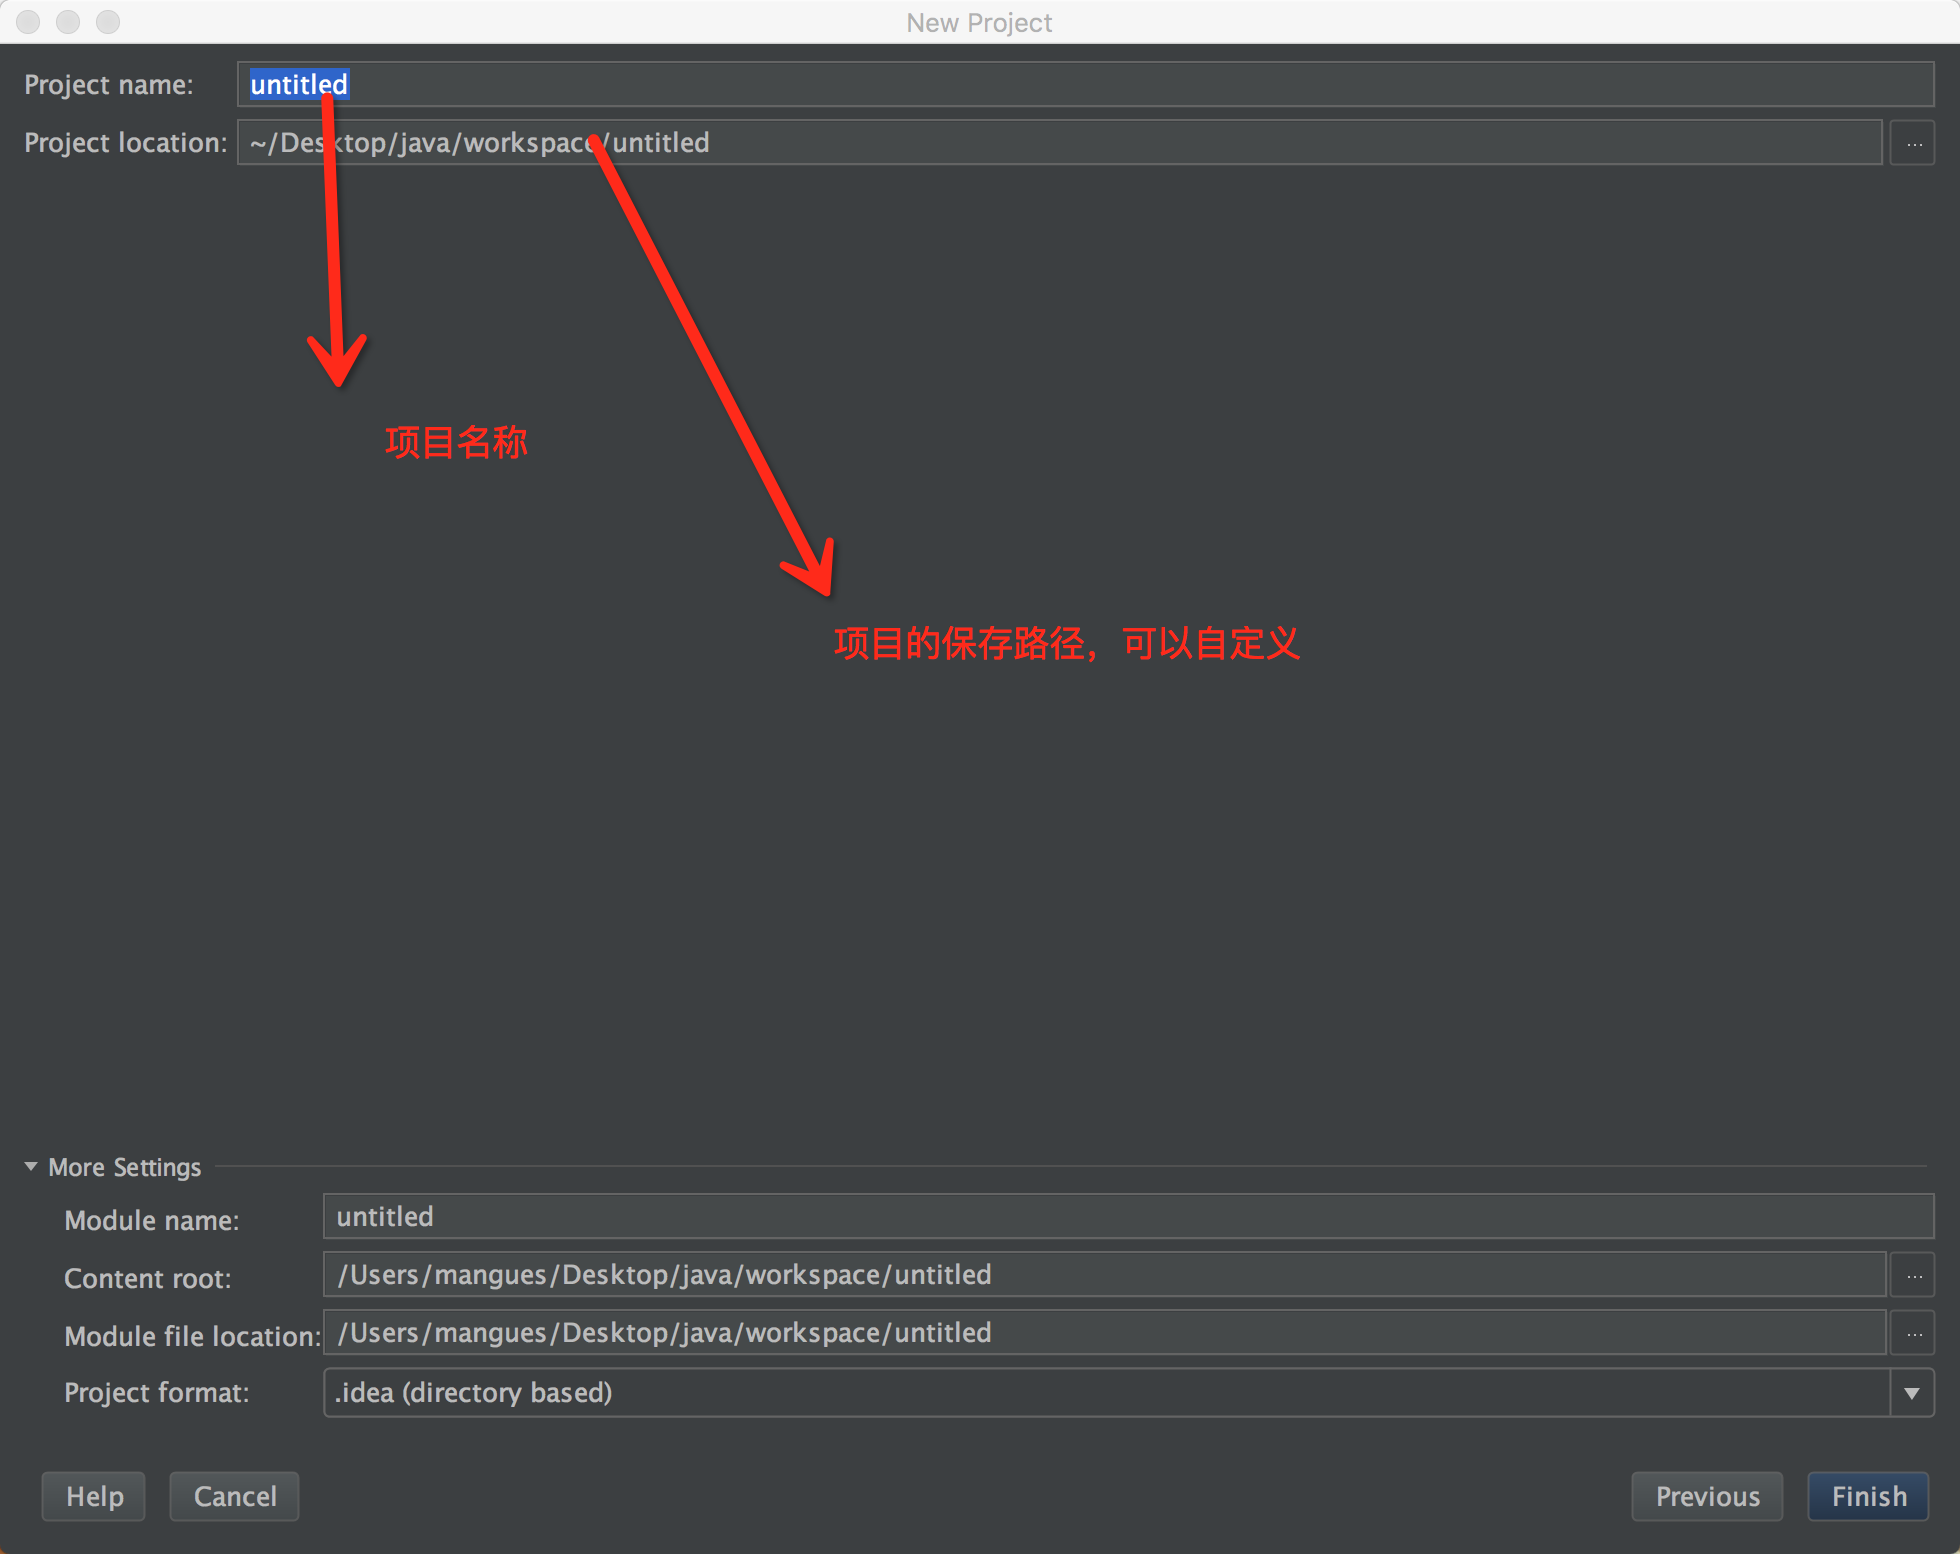 New Project
Project name: untitled
Project location: ~/Desktop/java/workspace/untitled ...
项目名称
项目的保存路径，可以自定义
More Settings
Module name: untitled
Content root: /Users/mangues/Desktop/java/workspace/untitled ...
Module file location: /Users/mangues/Desktop/java/workspace/untitled ...
Project format: .idea (directory based)
Help Cancel Previous Finish